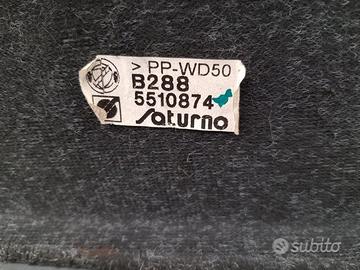 > PP-WD50
B288
5510874
Saturno
subito